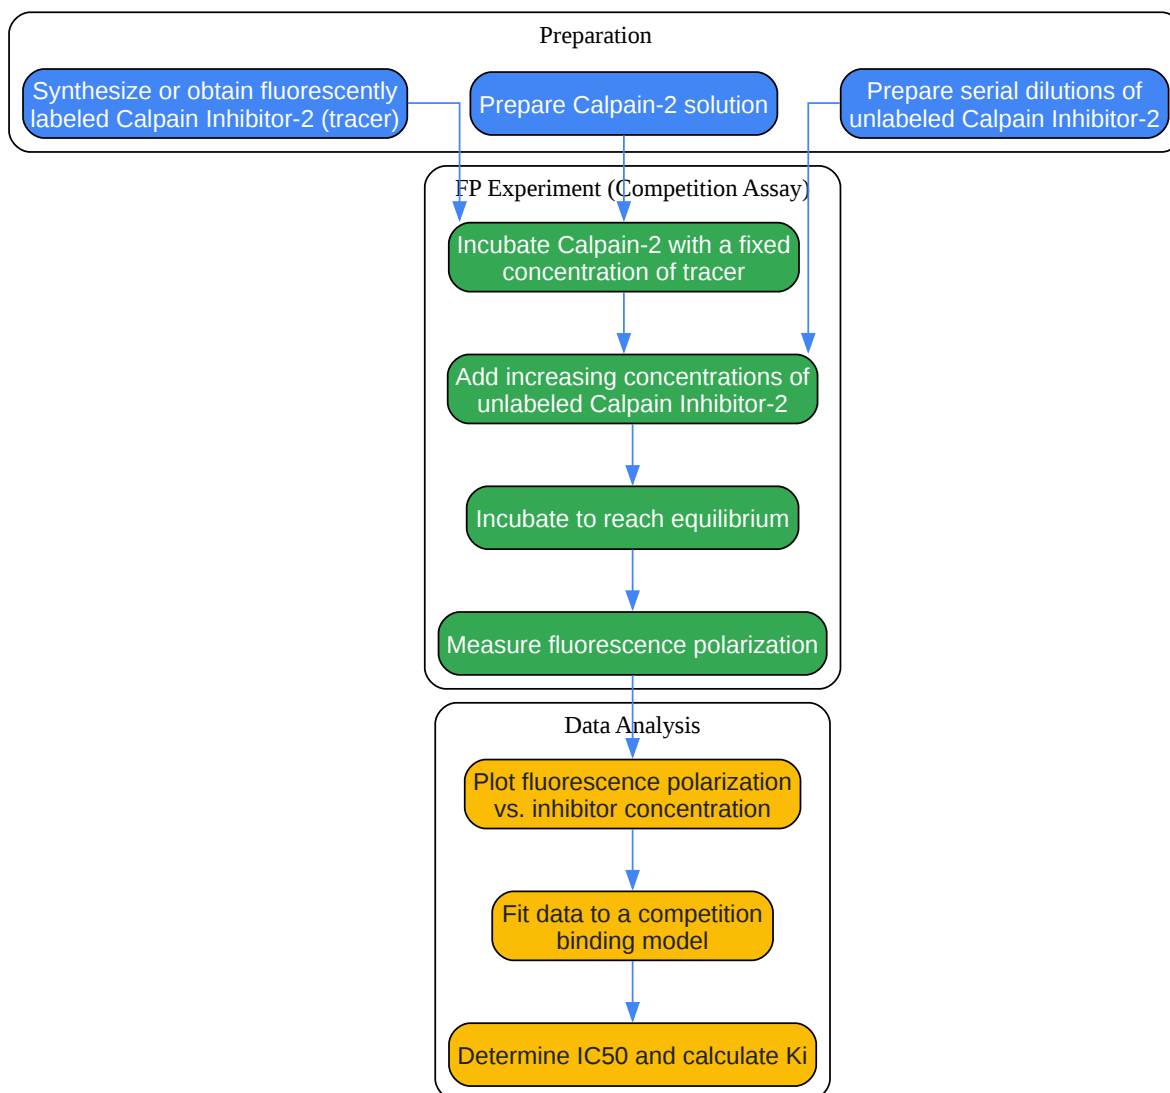 Preparation
Synthesize or obtain fluorescently
labeled Calpain Inhibitor-2 (tracer)
Prepare Calpain-2 solution
Prepare serial dilutions of
unlabeled Calpain Inhibitor-2
FP Experiment (Competition Assay)
Incubate Calpain-2 with a fixed
concentration of tracer
Add increasing concentrations of
unlabeled Calpain Inhibitor-2
Incubate to reach equilibrium
Measure fluorescence polarization
Data Analysis
Plot fluorescence polarization
vs. inhibitor concentration
Fit data to a competition
binding model
Determine IC50 and calculate Ki